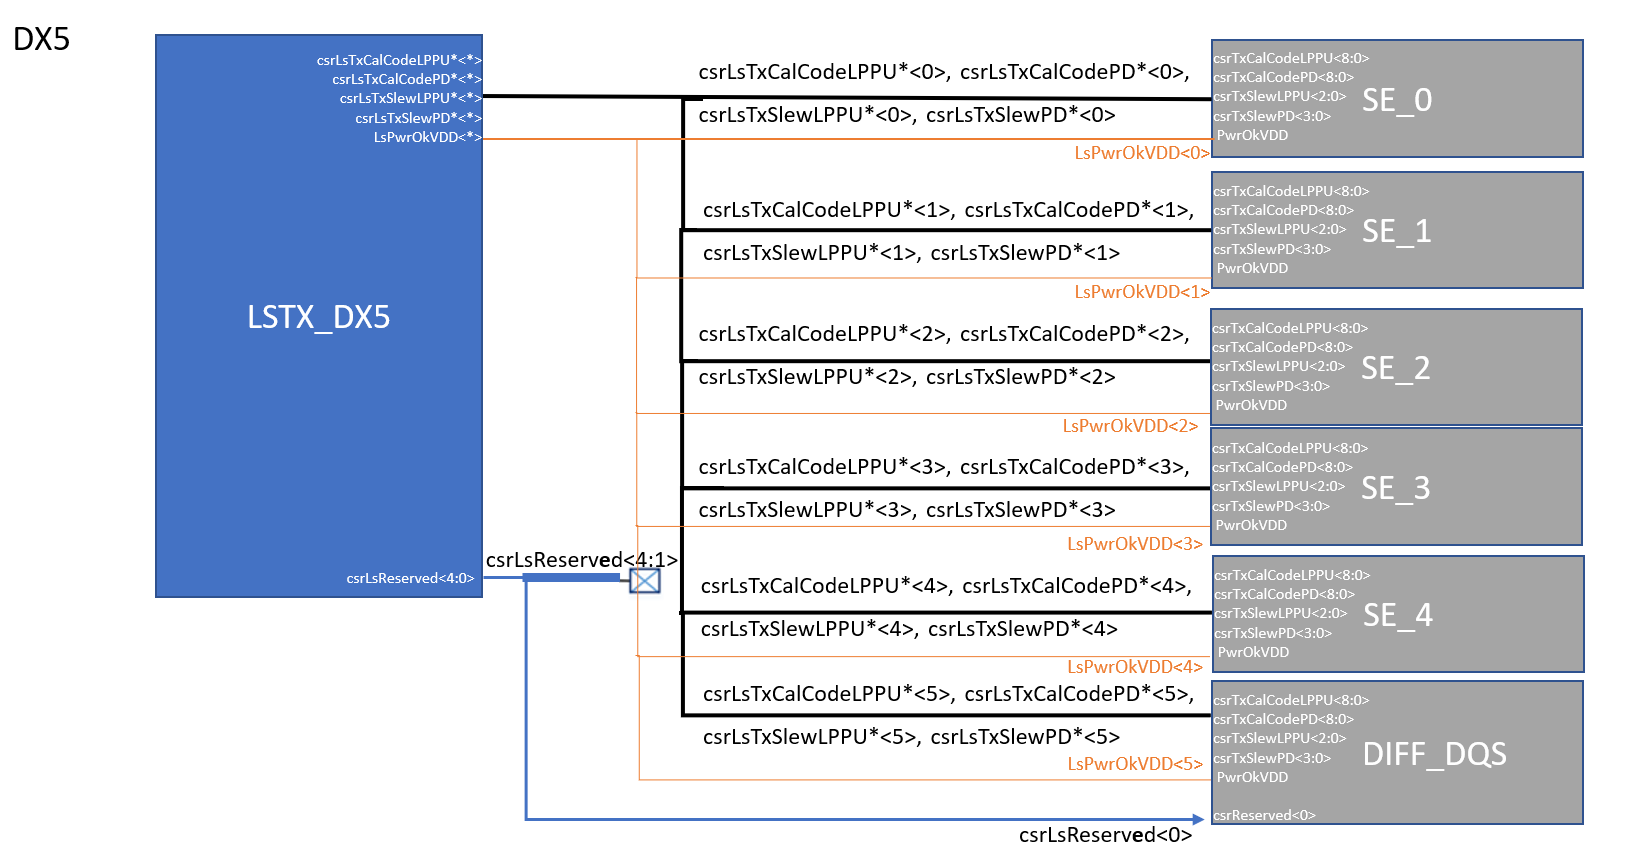 DX5
csrLsTxCalCodeLPPU*<*>
csrLsTxCalCodePD*<*>
csrLsTxSlewLPPU*<*>
csrLsTxSlewPD*<*>
LsPwrOkVDD<*>
LSTX_DX5
csrLsReserved<4:0>
csrLsReserved<4:1>
csrLsTxCalCodeLPPU*<0>, csrLsTxCalCodePD*<0>,
csrLsTxSlewLPPU*<0>, csrLsTxSlewPD*<0>
LsPwrOkVDD<0>
csrTxCalCodeLPPU<8:0>
csrTxCalCodePD<8:0>
csrTxSlewLPPU<2:0>
csrTxSlewPD<3:0>
PwrOkVDD
SE_0
csrLsTxCalCodeLPPU*<1>, csrLsTxCalCodePD*<1>,
csrLsTxSlewLPPU*<1>, csrLsTxSlewPD*<1>
LsPwrOkVDD<1>
csrTxCalCodeLPPU<8:0>
csrTxCalCodePD<8:0>
csrTxSlewLPPU<2:0>
csrTxSlewPD<3:0>
PwrOkVDD
SE_1
csrLsTxCalCodeLPPU*<2>, csrLsTxCalCodePD*<2>,
csrLsTxSlewLPPU*<2>, csrLsTxSlewPD*<2>
LsPwrOkVDD<2>
csrTxCalCodeLPPU<8:0>
csrTxCalCodePD<8:0>
csrTxSlewLPPU<2:0>
csrTxSlewPD<3:0>
PwrOkVDD
SE_2
csrLsTxCalCodeLPPU*<3>, csrLsTxCalCodePD*<3>,
csrLsTxSlewLPPU*<3>, csrLsTxSlewPD*<3>
LsPwrOkVDD<3>
csrTxCalCodeLPPU<8:0>
csrTxCalCodePD<8:0>
csrTxSlewLPPU<2:0>
csrTxSlewPD<3:0>
PwrOkVDD
SE_3
csrLsTxCalCodeLPPU*<4>, csrLsTxCalCodePD*<4>,
csrLsTxSlewLPPU*<4>, csrLsTxSlewPD*<4>
LsPwrOkVDD<4>
csrTxCalCodeLPPU<8:0>
csrTxCalCodePD<8:0>
csrTxSlewLPPU<2:0>
csrTxSlewPD<3:0>
PwrOkVDD
SE_4
csrLsTxCalCodeLPPU*<5>, csrLsTxCalCodePD*<5>,
csrLsTxSlewLPPU*<5>, csrLsTxSlewPD*<5>
LsPwrOkVDD<5>
csrTxCalCodeLPPU<8:0>
csrTxCalCodePD<8:0>
csrTxSlewLPPU<2:0>
csrTxSlewPD<3:0>
PwrOkVDD
DIFF_DQS
csrReserved<0>
csrLsReserved<0>